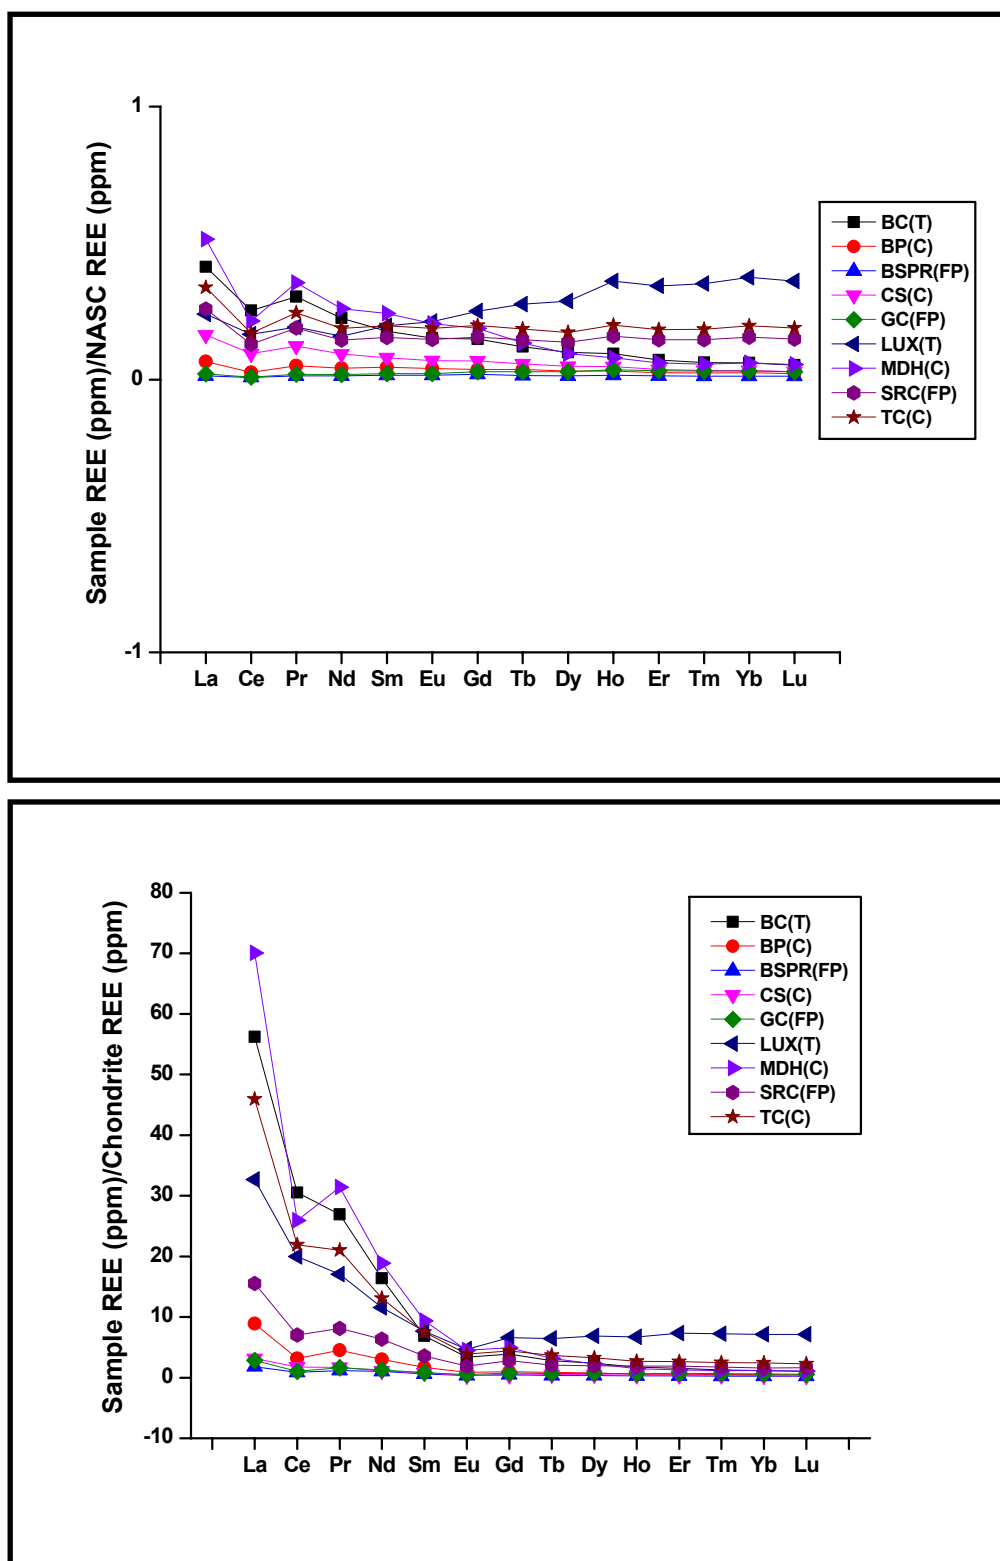 Sample REE (ppm)/NASC REE (ppm)
1
0
-1
La Ce Pr Nd Sm Eu Gd Tb Dy Ho Er Tm Yb Lu
BC(T)
BP(C)
BSPR(FP)
CS(C)
GC(FP)
LUX(T)
MDH(C)
SRC(FP)
TC(C)
Sample REE (ppm)/Chondrite REE (ppm)
80
70
60
50
40
30
20
10
0
-10
La Ce Pr Nd Sm Eu Gd Tb Dy Ho Er Tm Yb Lu
BC(T)
BP(C)
BSPR(FP)
CS(C)
GC(FP)
LUX(T)
MDH(C)
SRC(FP)
TC(C)